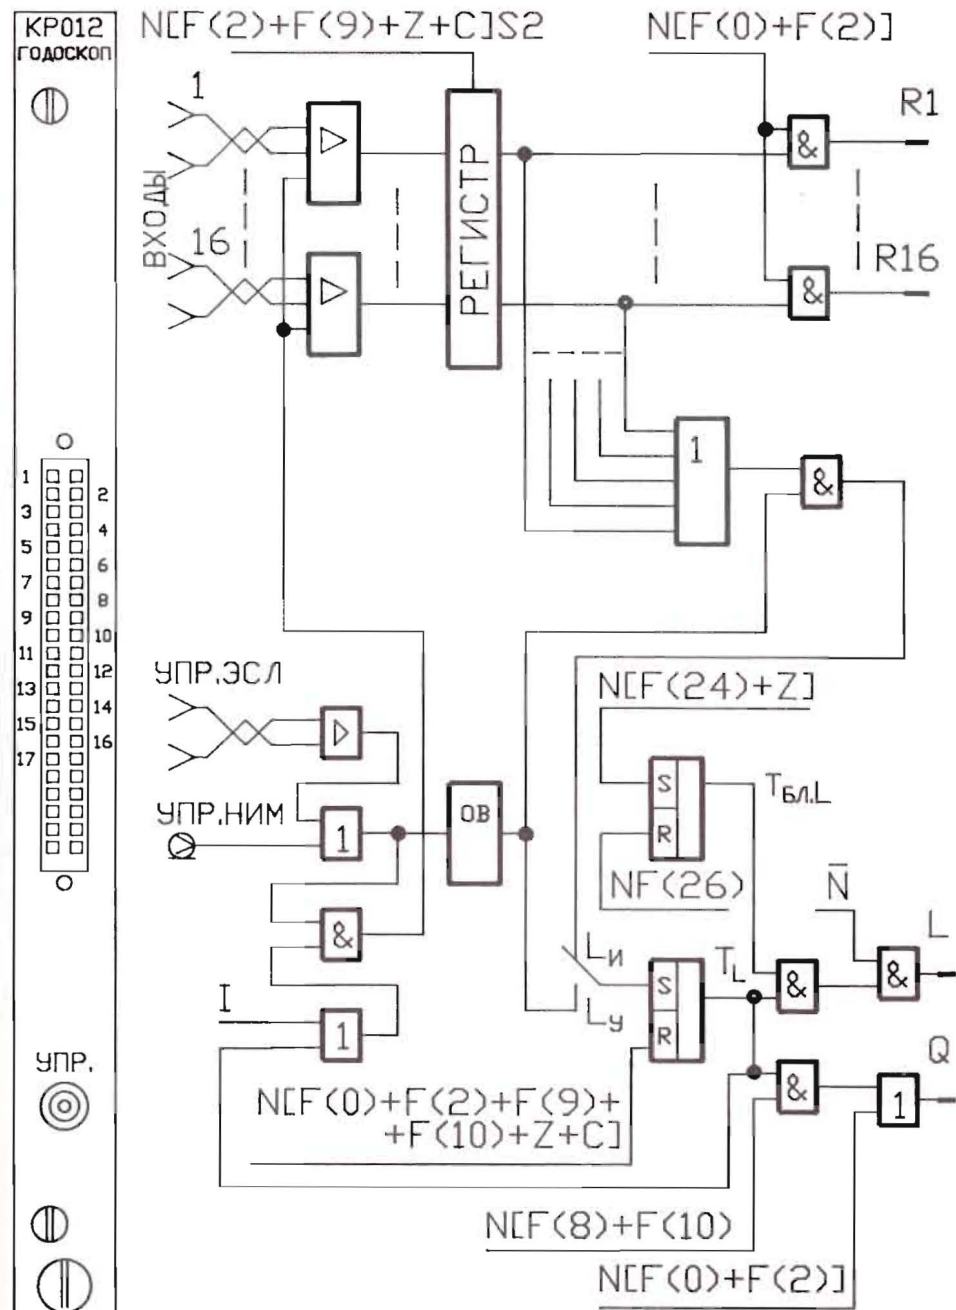 КР012
ГОДОСКОП
1
2
3
4
5
6
7
8
9
10
11
12
13
14
15
16
17
УПР.
N[F(2)+F(9)+Z+C]S2
N[F(0)+F(2)]
1
ВХОДЫ
16
РЕГИСТР
&
R1
&
R16
1
&
УПР.ЭСЛ
N[F(24)+Z]
S
R
Tбл.L
УПР.НИМ
1
ОВ
NF(26)
N̅
&
Lи
TL
S
R
&
&
L
I
1
Lу
Q
&
1
N[F(0)+F(2)+F(9)+
+F(10)+Z+C]
N[F(8)+F(10)
N[F(0)+F(2)]